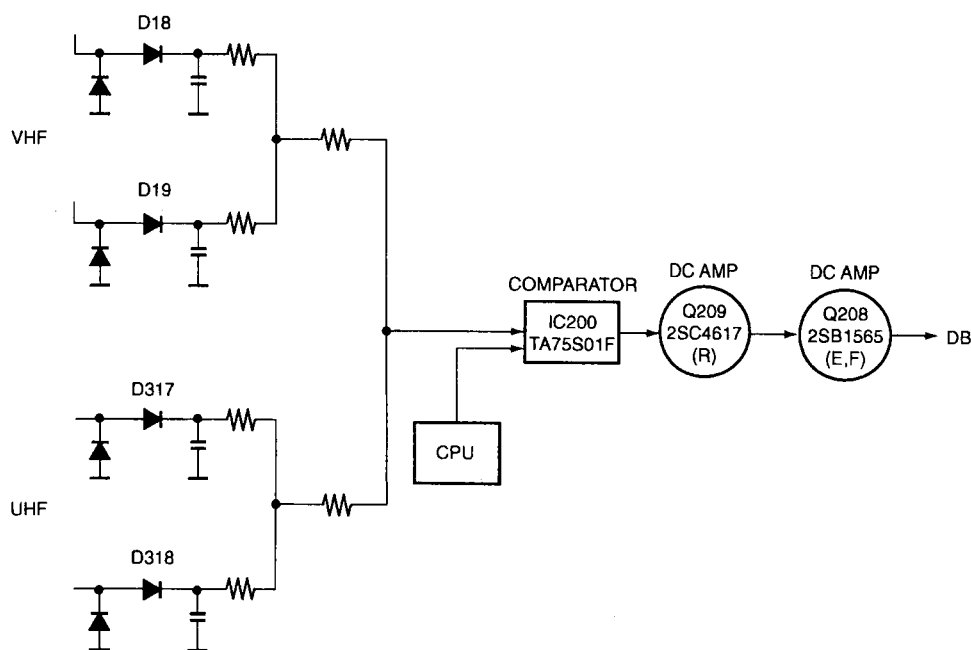 D18
VHF
D19
COMPARATOR
IC200
TA75S01F
DC AMP
Q209
2SC4617
(R)
DC AMP
Q208
2SB1565
(E,F)
DB
CPU
D317
UHF
D318